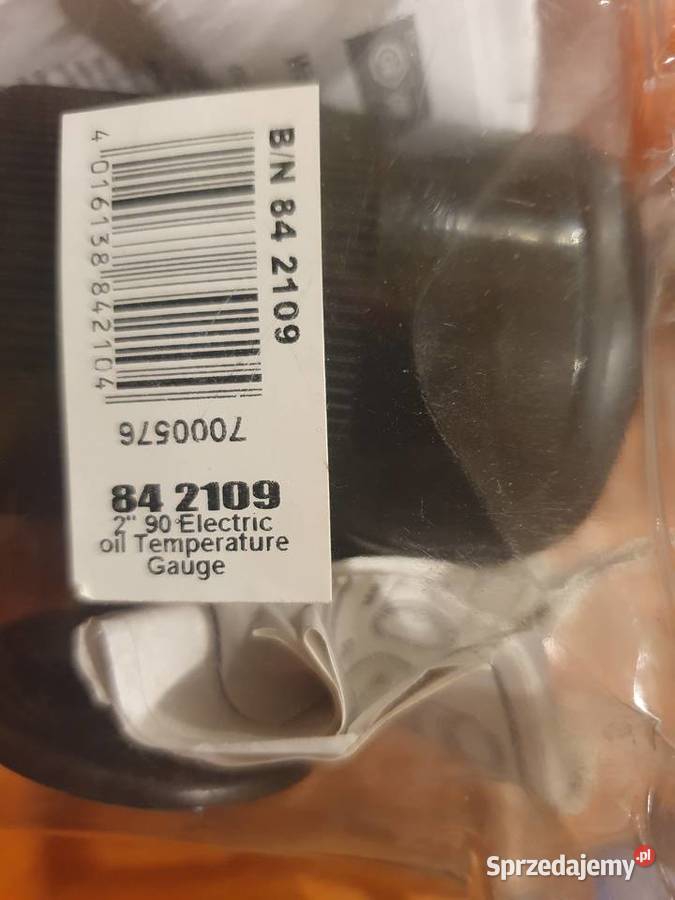 B/N 84 2109
4 016138 842104
7000576
84 2109
2" 90°Electric
oil Temperature
Gauge
Sprzedajemy.pl